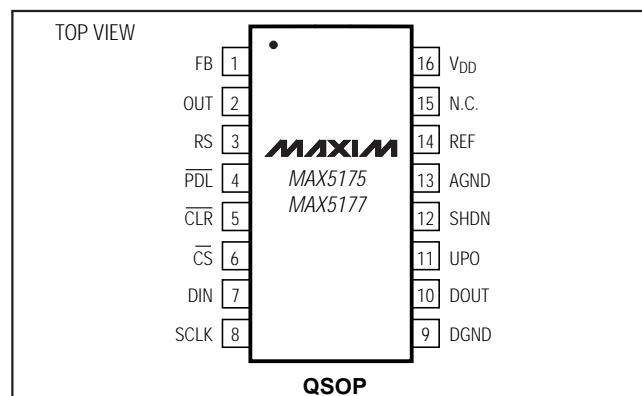 TOP VIEW
FB 1
OUT 2
RS 3
PDL 4
CLR 5
CS 6
DIN 7
SCLK 8
MAXIM
MAX5175
MAX5177
16 VDD
15 N.C.
14 REF
13 AGND
12 SHDN
11 UPO
10 DOUT
9 DGND
QSOP